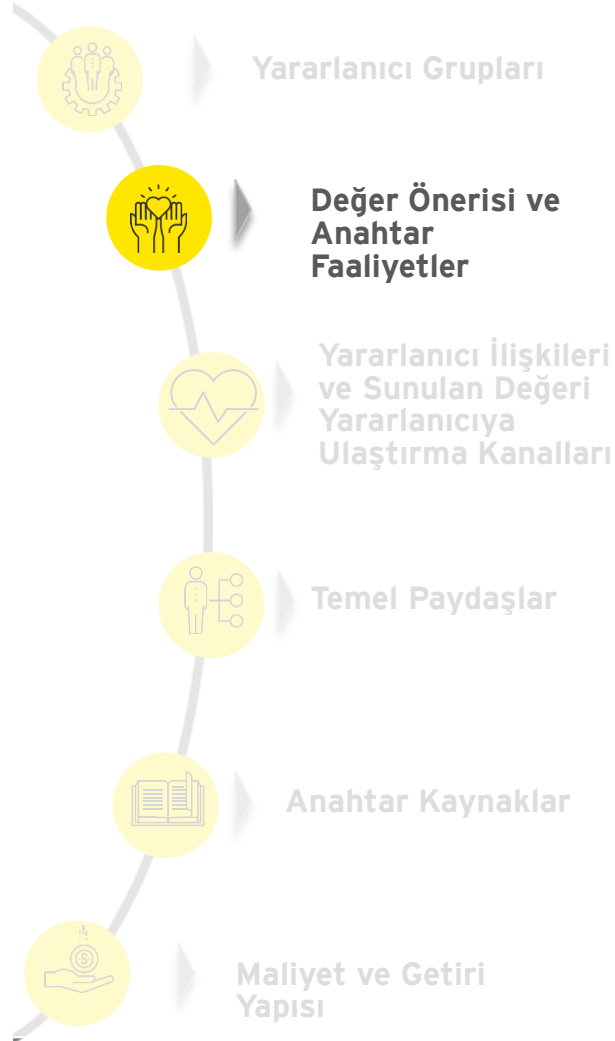 Yararlanıcı Grupları
Değer Önerisi ve
Anahtar
Faaliyetler
Yararlanıcı İlişkileri
ve Sunulan Değeri
Yararlanıcıya
Ulaştırma Kanalları
Temel Paydaşlar
Anahtar Kaynaklar
Maliyet ve Getiri
Yapısı